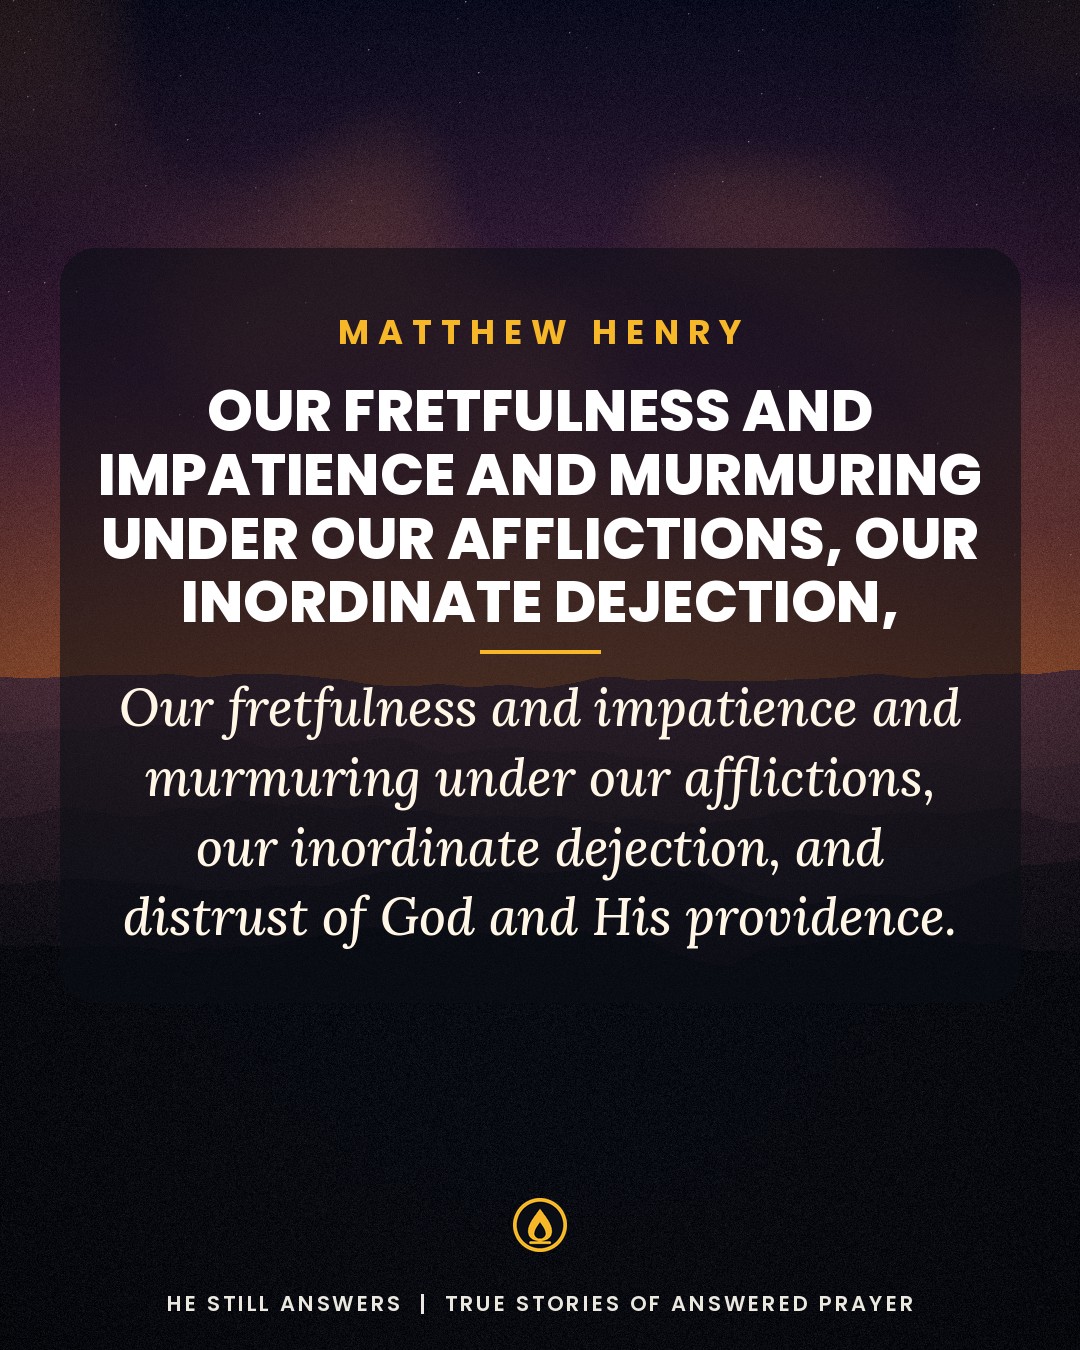 MATTHEW HENRY
OUR FRETFULNESS AND
IMPATIENCE AND MURMURING
UNDER OUR AFFLICTIONS, OUR
INORDINATE DEJECTION,
Our fretfulness and impatience and
murmuring under our afflictions,
our inordinate dejection, and
distrust of God and His providence.
HE STILL ANSWERS | TRUE STORIES OF ANSWERED PRAYER